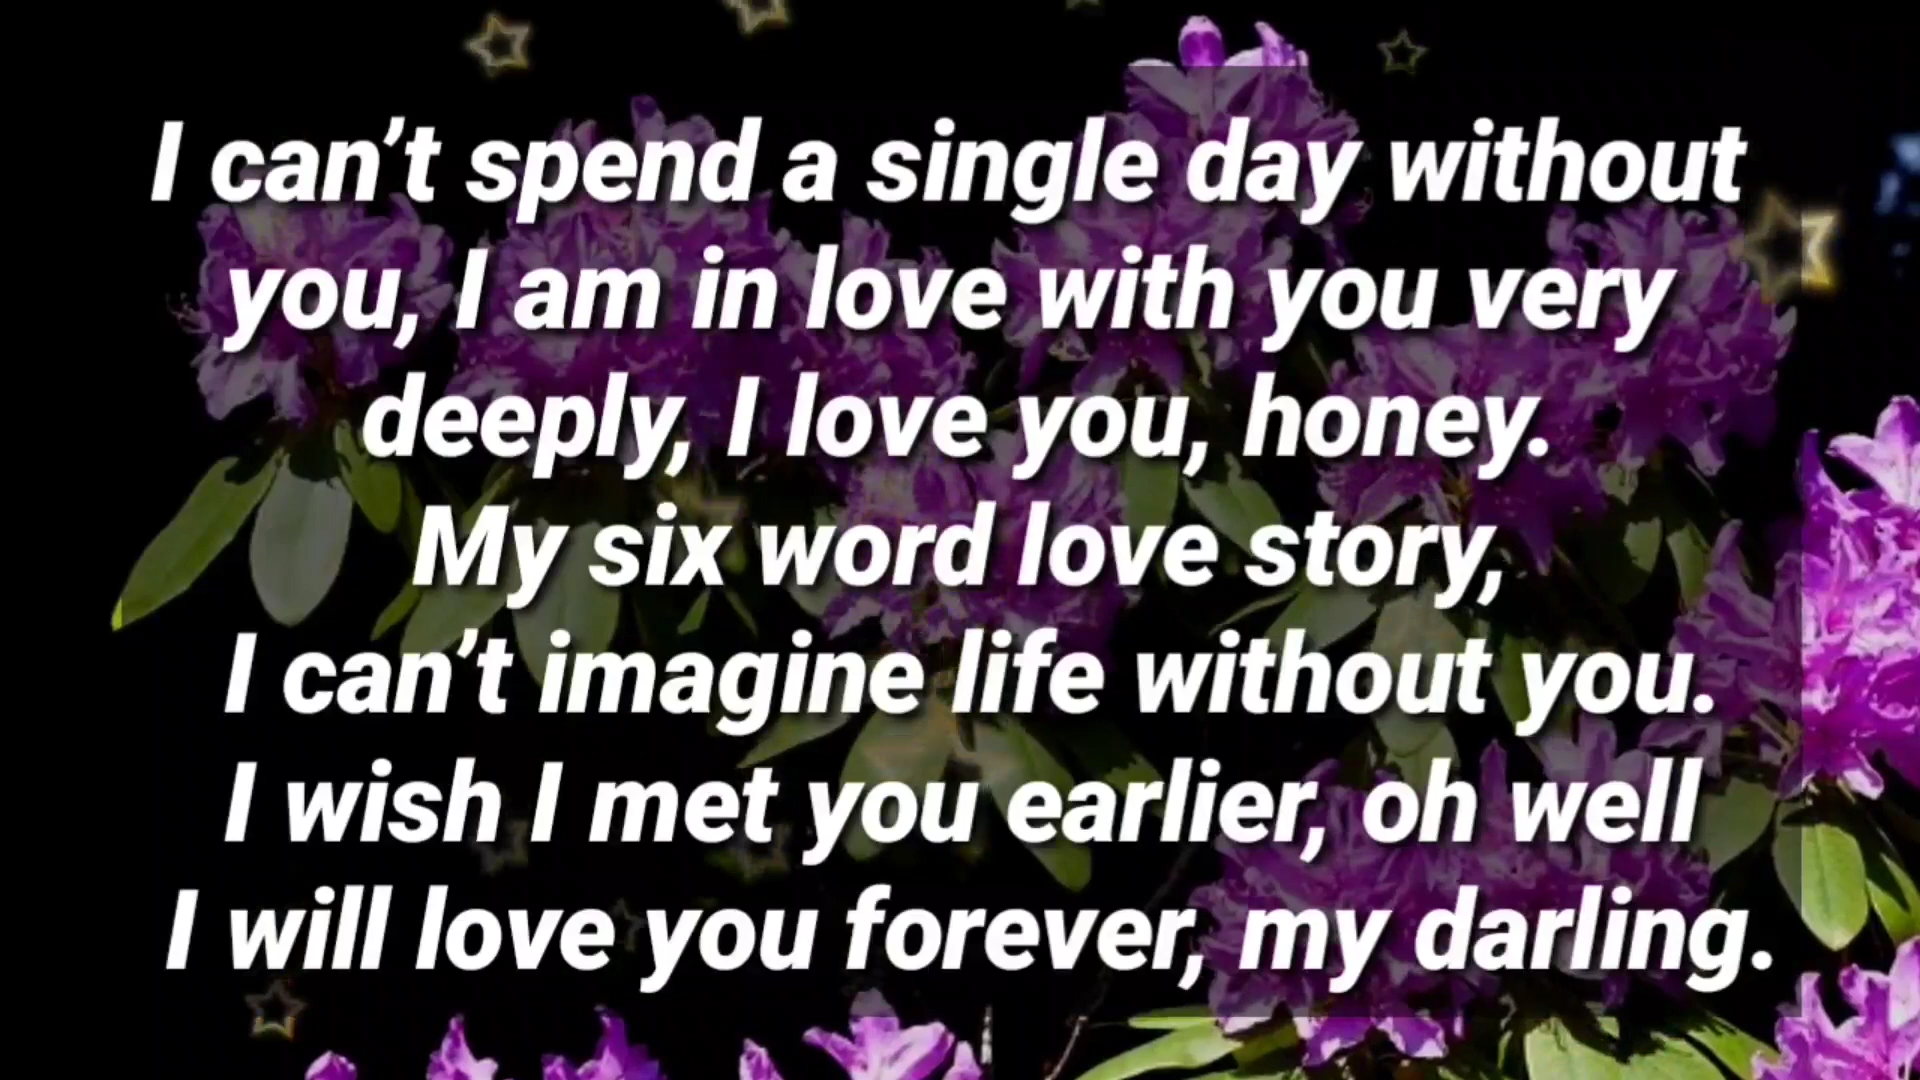 I can’t spend a single day without
you, I am in love with you very
deeply, I love you, honey.
My six word love story,
I can’t imagine life without you.
I wish I met you earlier, oh well
I will love you forever, my darling.